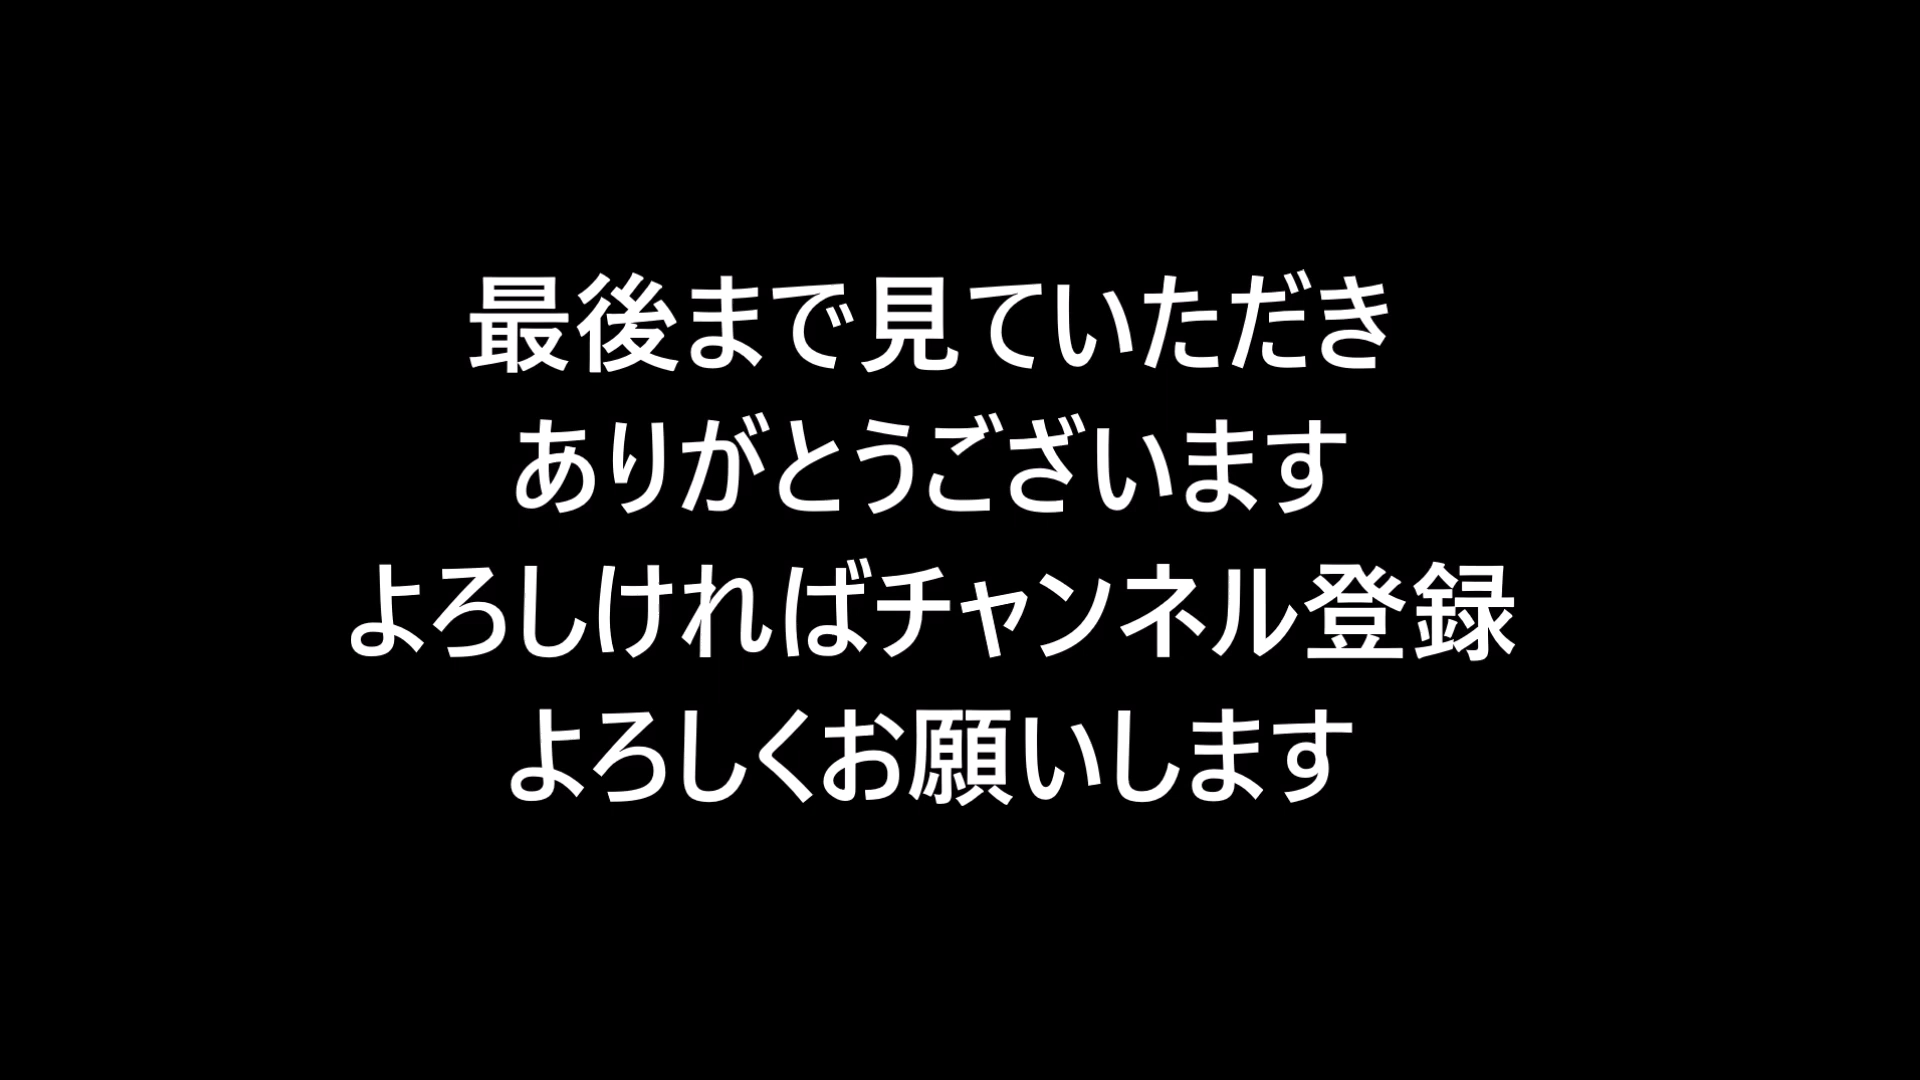 最後まで見ていただき
ありがとうございます
よろしければチャンネル登録
よろしくお願いします